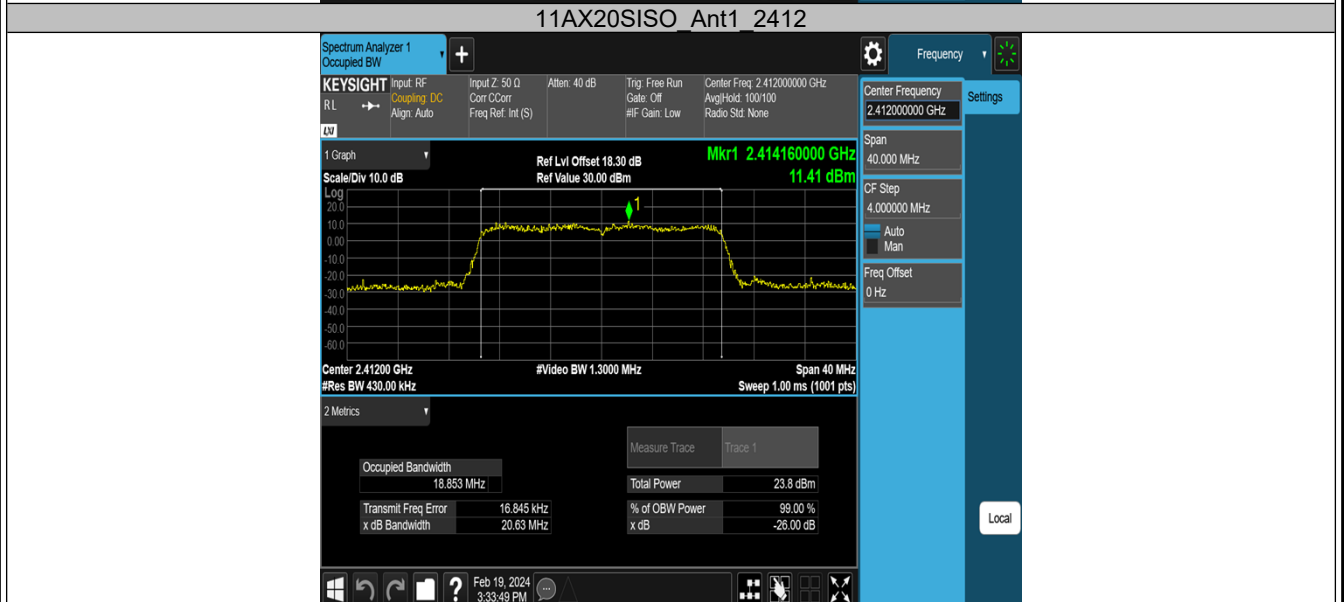 11AX20SISO_Ant1_2412
Spectrum Analyzer 1
Occupied BW
+
Frequency
KEYSIGHT
RL
LXI
Input: RF
Coupling: DC
Align: Auto
Input Z: 50 Ω
Corr CCorr
Freq Ref: Int (S)
Atten: 40 dB
Trig: Free Run
Gate: Off
#IF Gain: Low
Center Freq: 2.412000000 GHz
Avg|Hold: 100/100
Radio Std: None
Center Frequency
2.412000000 GHz
Settings
Span
40.000 MHz
CF Step
4.000000 MHz
Auto
Man
Freq Offset
0 Hz
Local
1 Graph
Scale/Div 10.0 dB
Ref Lvl Offset 18.30 dB
Ref Value 30.00 dBm
Mkr1 2.414160000 GHz
11.41 dBm
Log
20.0
10.0
0.00
-10.0
-20.0
-30.0
-40.0
-50.0
-60.0
1
Center 2.41200 GHz
#Video BW 1.3000 MHz
Span 40 MHz
#Res BW 430.00 kHz
Sweep 1.00 ms (1001 pts)
2 Metrics
Measure Trace Trace 1
Occupied Bandwidth
18.853 MHz
Total Power 23.8 dBm
Transmit Freq Error 16.845 kHz
% of OBW Power 99.00 %
x dB Bandwidth 20.63 MHz
x dB -26.00 dB
?
Feb 19, 2024
3:33:49 PM